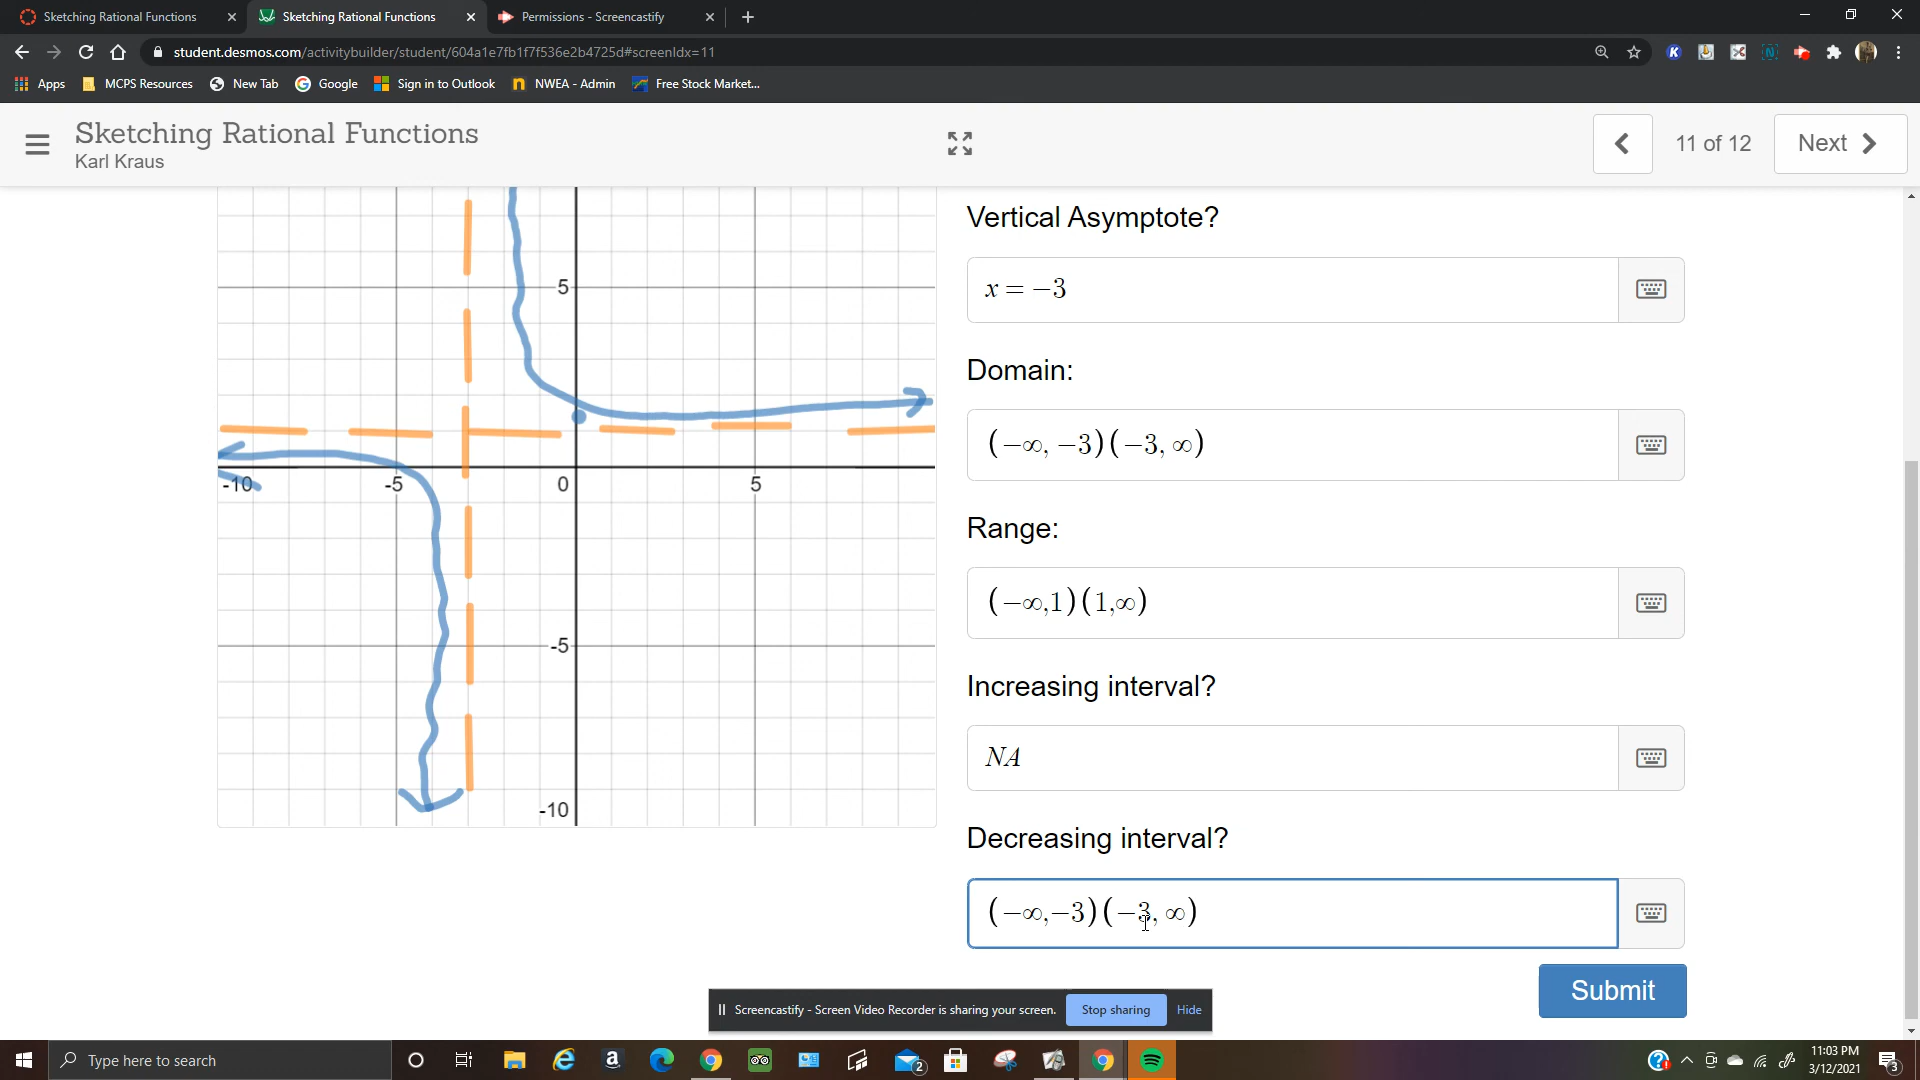 Sketching Rational Functions
Sketching Rational Functions
Permissions - Screencastify
student.desmos.com/activitybuilder/student/604a1e7fb1f7f536e2b4725d#screenIdx=11
Apps
MCPS Resources
New Tab
Google
Sign in to Outlook
NWEA - Admin
Free Stock Market...
Sketching Rational Functions
Karl Kraus
11 of 12
Next
5
-10
-5
0
5
-5
-10
Vertical Asymptote?
x = −3
Domain:
(−∞, −3)(−3, ∞)
Range:
(−∞,1)(1,∞)
Increasing interval?
NA
Decreasing interval?
(−∞,−3)(−3, ∞)
Submit
Screencastify - Screen Video Recorder is sharing your screen.
Stop sharing
Hide
Type here to search
2
11:03 PM
3/12/2021
3